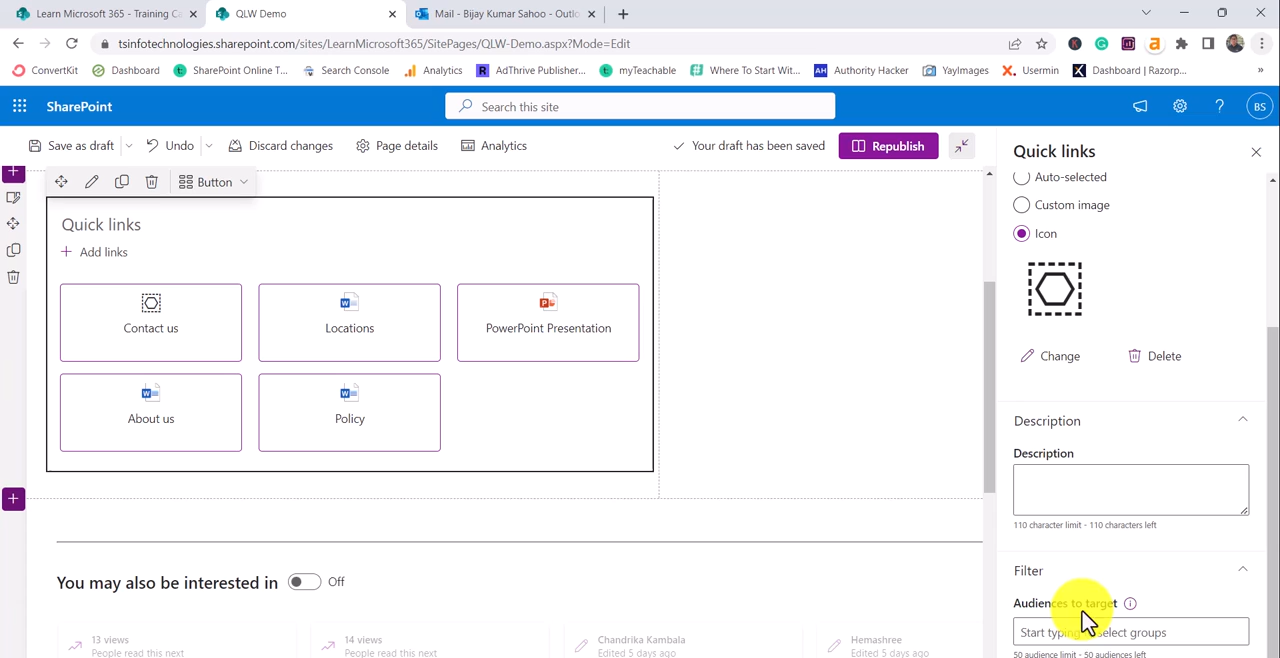 Learn Microsoft 365 - Training Ca
QLW Demo
Mail - Bijay Kumar Sahoo - Outlo
tsinfotechnologies.sharepoint.com/sites/LearnMicrosoft365/SitePages/QLW-Demo.aspx?Mode=Edit
ConvertKit
Dashboard
SharePoint Online T...
Search Console
Analytics
AdThrive Publisher...
myTeachable
Where To Start Wit...
AH Authority Hacker
YayImages
Usermin
Dashboard | Razorp...
»
SharePoint
Search this site
BS
Save as draft
Undo
Discard changes
Page details
Analytics
Your draft has been saved
Republish
Button
Quick links
Add links
Contact us
Locations
PowerPoint Presentation
About us
Policy
You may also be interested in
Off
13 views
People read this next
14 views
People read this next
Chandrika Kambala
Edited 5 days ago
Hemashree
Edited 5 days ago
Quick links
Auto-selected
Custom image
Icon
Change
Delete
Description
Description
110 character limit - 110 characters left
Filter
Audiences to target
Start typing select groups
50 audience limit - 50 audiences left